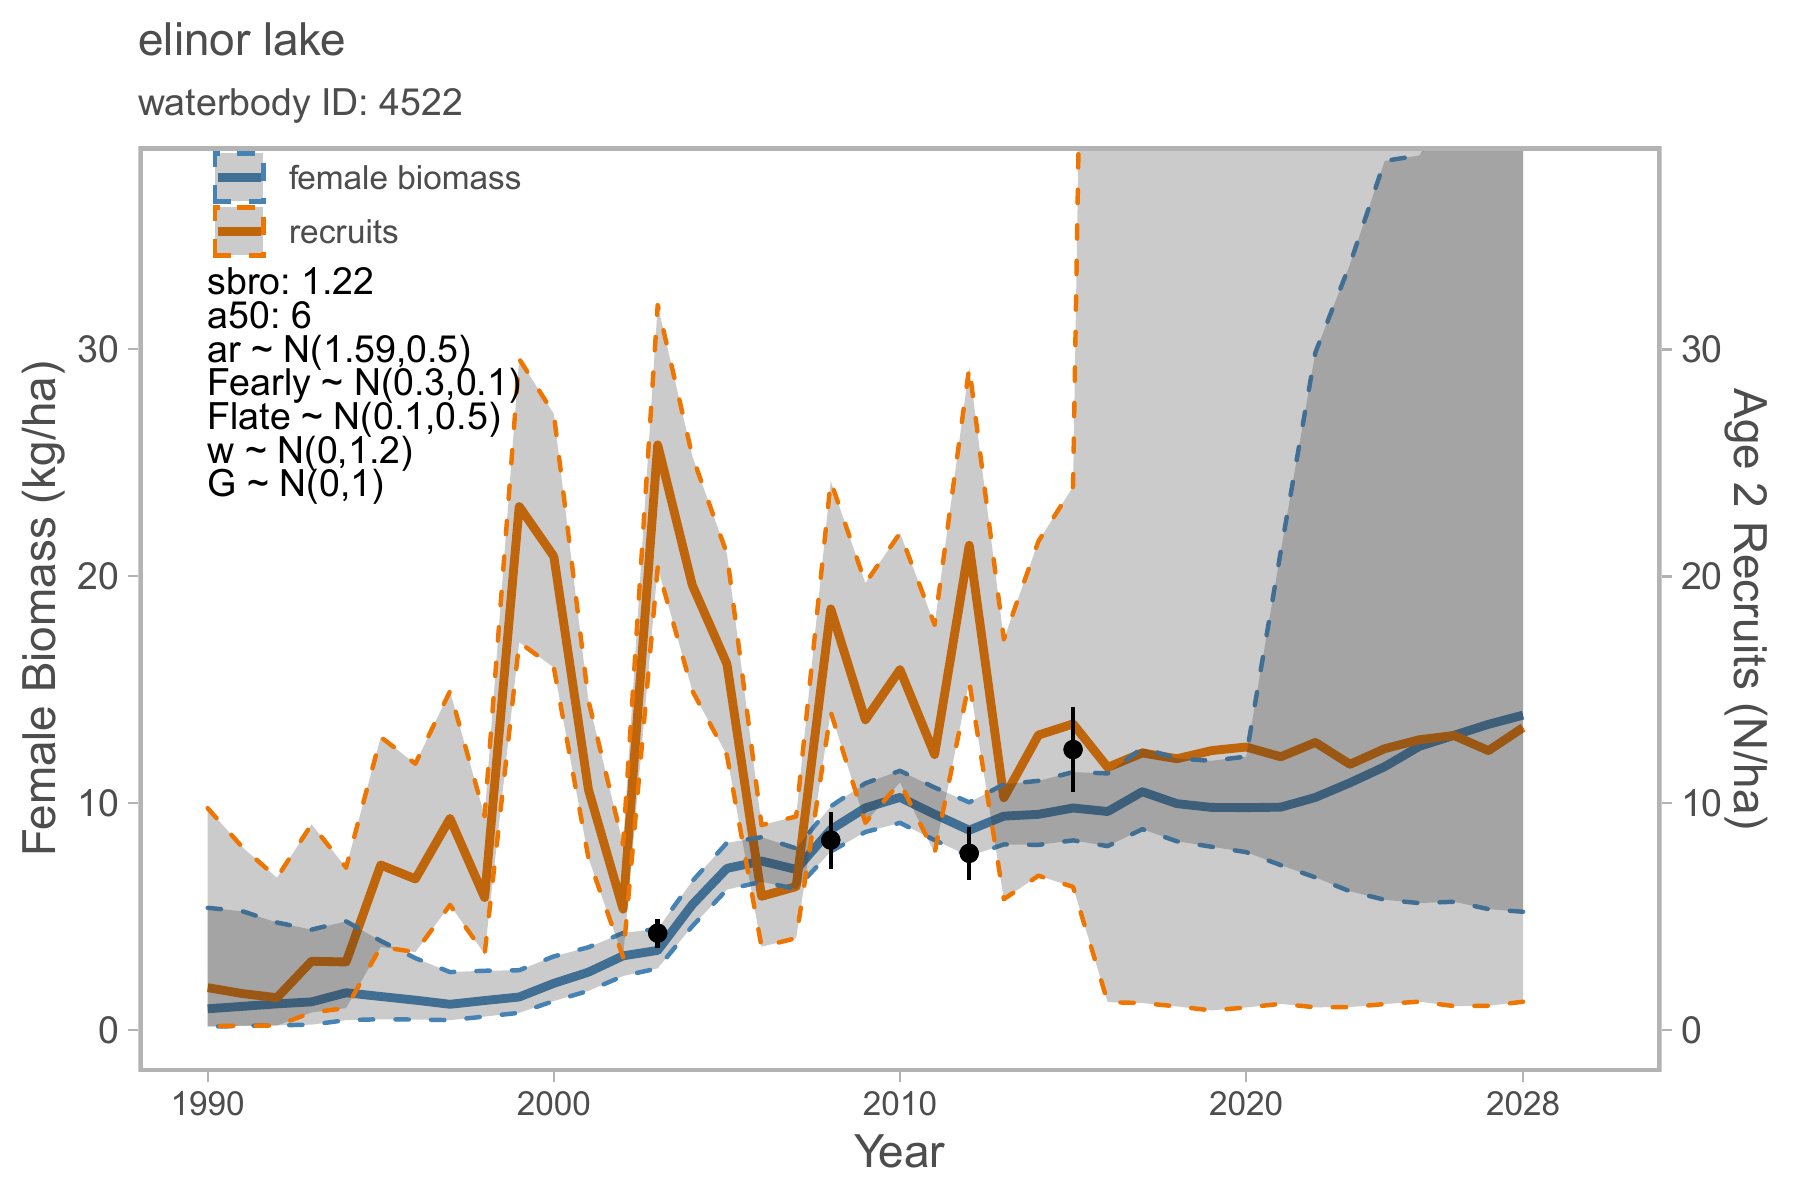 elinor lake
waterbody ID: 4522
female biomass
recruits
sbro: 1.22
a50: 6
ar ~ N(1.59,0.5)
Fearly ~ N(0.3,0.1)
Flate ~ N(0.1,0.5)
w ~ N(0,1.2)
G ~ N(0,1)
Female Biomass (kg/ha)
30
20
10
0
30
20
10
0
Age 2 Recruits (N/ha)
1990
2000
2010
2020
2028
Year